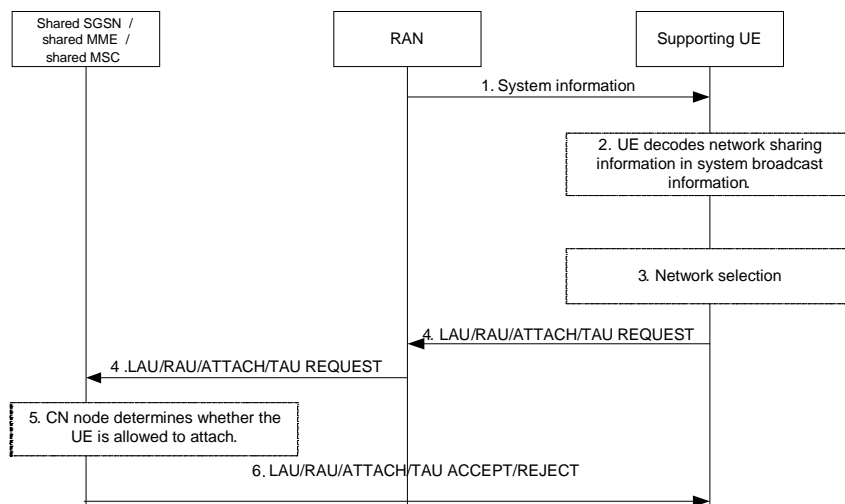 Shared SGSN /
shared MME /
shared MSC
RAN
Supporting UE
1. System information
2. UE decodes network sharing
information in system broadcast
information.
3. Network selection
4. LAU/RAU/ATTACH/TAU REQUEST
4 .LAU/RAU/ATTACH/TAU REQUEST
5. CN node determines whether the
UE is allowed to attach.
6. LAU/RAU/ATTACH/TAU ACCEPT/REJECT